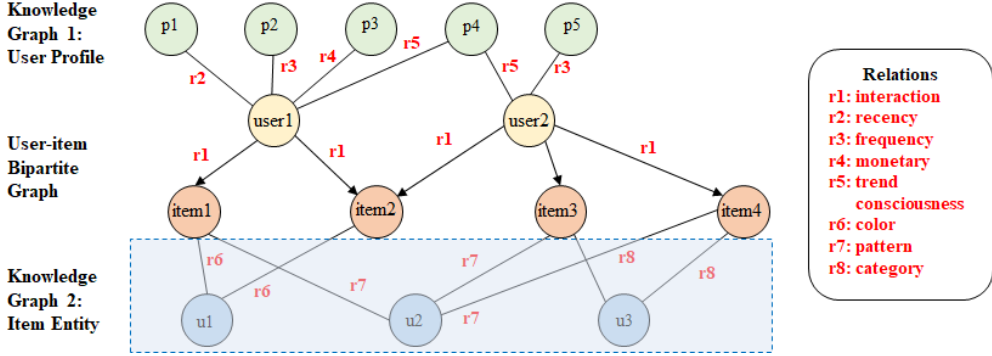 Knowledge
Graph 1:
User Profile
p1
p2
p3
p4
p5
r2
r3
r4
r5
r5
r3
user1
user2
User-item
Bipartite
Graph
r1
r1
r1
r1
item1
item2
item3
item4
Knowledge
Graph 2:
Item Entity
r6
r6
r7
r7
r8
r8
r7
u1
u2
u3
Relations
r1: interaction
r2: recency
r3: frequency
r4: monetary
r5: trend
consciousness
r6: color
r7: pattern
r8: category